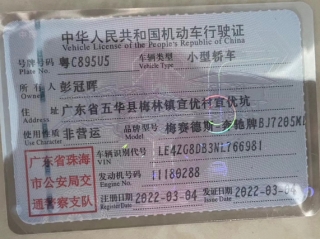 中华人民共和国机动车行驶证
Vehicle License of the People's Republic of China
号牌号码 粤C895U5 车辆类型 小型轿车
Plate No. Vehicle Type
所有人 彭冠晖
Owner
住址 广东省五华县梅林镇宣优村宣优坑
Address
使用性质 非营运 品牌型号 梅赛德斯-奔驰牌BJ7205
Use Character
广东省珠海
市公安局交
通警察支队
车辆识别代号 LE4ZG8DB3NL766981
VIN
发动机号码 11180288
Engine No.
注册日期 2022-03-04 发证日期 2022-03-04
Register Date Issue Date